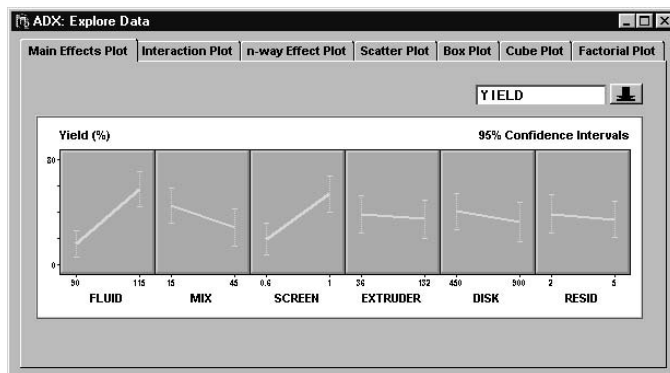 ADX: Explore Data
Main Effects Plot Interaction Plot n-way Effect Plot Scatter Plot Box Plot Cube Plot Factorial Plot
YIELD
Yield (%) 95% Confidence Intervals
80
0
90 115 15 45 0.6 1 36 132 450 900 2 5
FLUID MIX SCREEN EXTRUDER DISK RESID